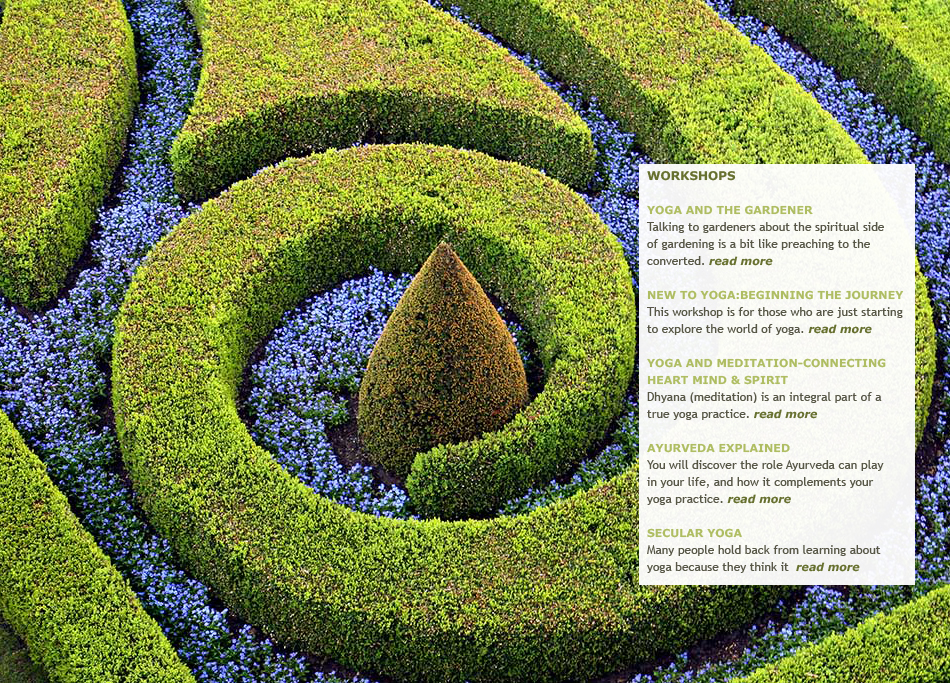 WORKSHOPS
YOGA AND THE GARDENER
Talking to gardeners about the spiritual side
of gardening is a bit like preaching to the
converted. read more
NEW TO YOGA:BEGINNING THE JOURNEY
This workshop is for those who are just starting
to explore the world of yoga. read more
YOGA AND MEDITATION-CONNECTING
HEART MIND & SPIRIT
Dhyana (meditation) is an integral part of a
true yoga practice. read more
AYURVEDA EXPLAINED
You will discover the role Ayurveda can play
in your life, and how it complements your
yoga practice. read more
SECULAR YOGA
Many people hold back from learning about
yoga because they think it read more